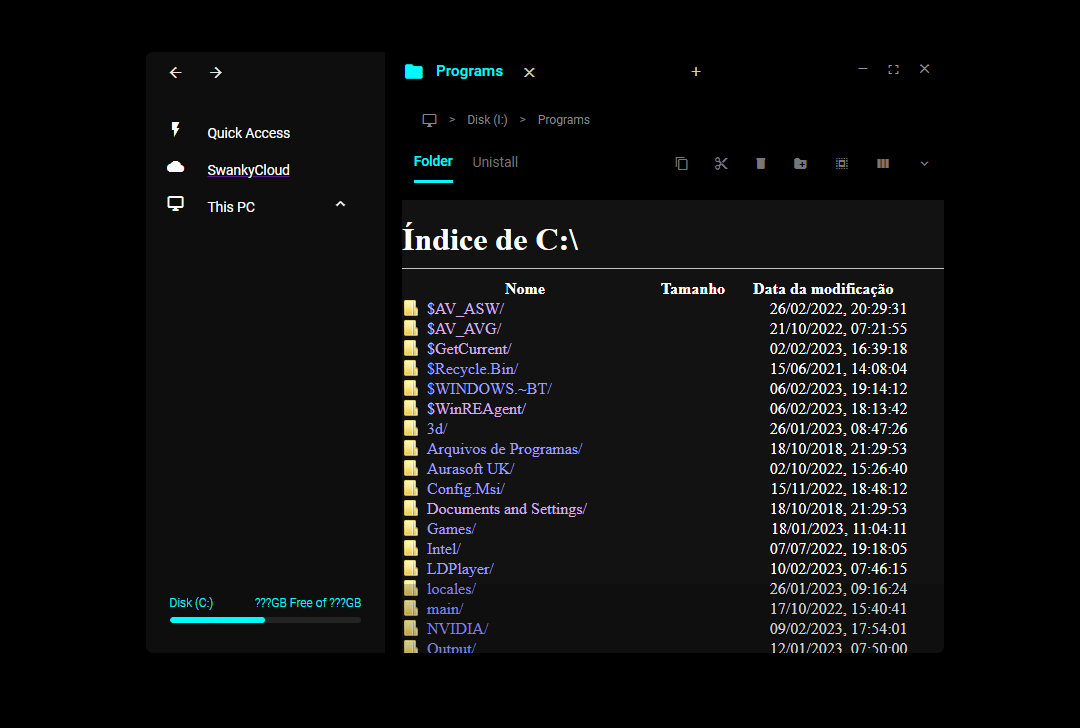 Programs
Disk (I:) > Programs
Quick Access
SwankyCloud
This PC
Folder Unistall
Índice de C:\
Nome Tamanho Data da modificação
$AV_ASW/ 26/02/2022, 20:29:31
$AV_AVG/ 21/10/2022, 07:21:55
$GetCurrent/ 02/02/2023, 16:39:18
$Recycle.Bin/ 15/06/2021, 14:08:04
$WINDOWS.~BT/ 06/02/2023, 19:14:12
$WinREAgent/ 06/02/2023, 18:13:42
3d/ 26/01/2023, 08:47:26
Arquivos de Programas/ 18/10/2018, 21:29:53
Aurasoft UK/ 02/10/2022, 15:26:40
Config.Msi/ 15/11/2022, 18:48:12
Documents and Settings/ 18/10/2018, 21:29:53
Games/ 18/01/2023, 11:04:11
Intel/ 07/07/2022, 19:18:05
LDPlayer/ 10/02/2023, 07:46:15
locales/ 26/01/2023, 09:16:24
main/ 17/10/2022, 15:40:41
NVIDIA/ 09/02/2023, 17:54:01
Output/ 12/01/2023, 07:50:00
Disk (C:) ???GB Free of ???GB